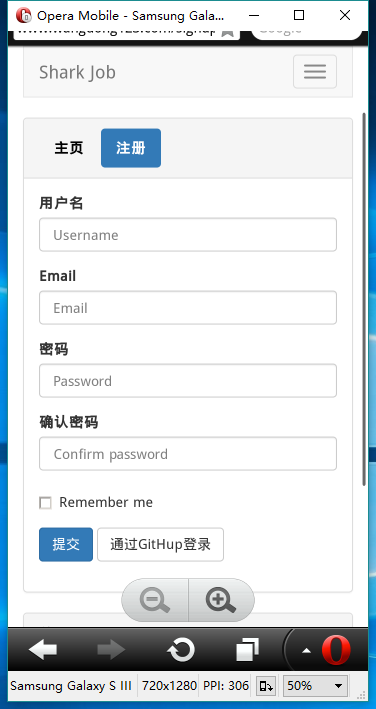 Opera Mobile - Samsung Gala...
Google
Shark Job
主页 注册
用户名
Username
Email
Email
密码
Password
确认密码
Confirm password
Remember me
提交 通过GitHup登录
Samsung Galaxy S III 720x1280 PPI: 306 50%